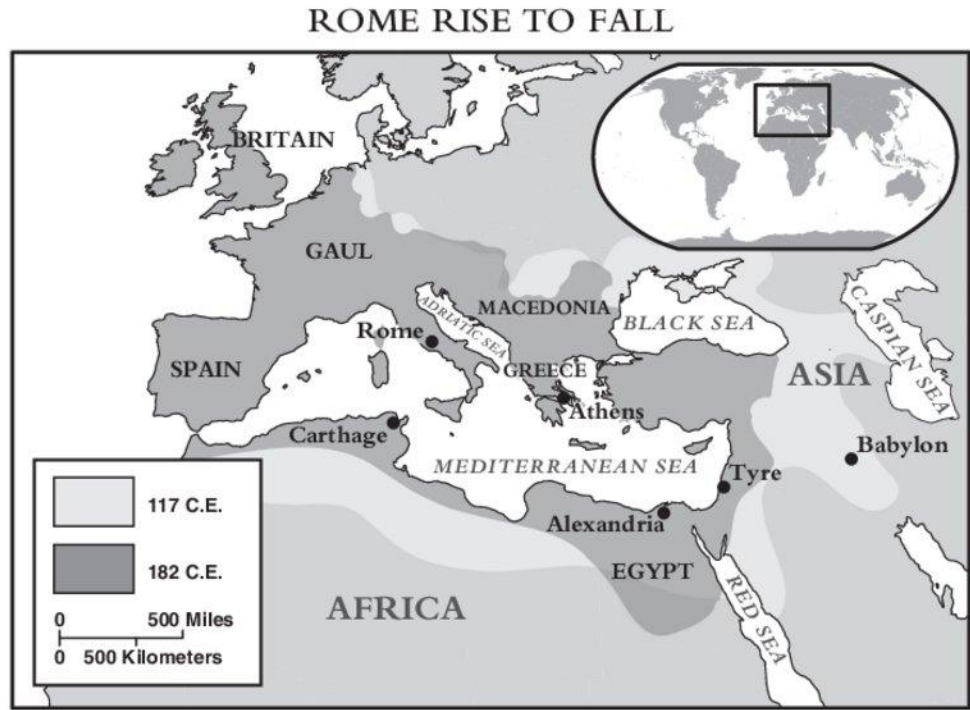 ROME RISE TO FALL
BRITAIN
GAUL
ADRIATIC SEA
MACEDONIA
BLACK SEA
CASPIAN SEA
Rome
SPAIN
GREECE
ASIA
Athens
Carthage
Babylon
MEDITERRANEAN SEA
Tyre
Alexandria
EGYPT
RED SEA
AFRICA
117 C.E.
182 C.E.
0 500 Miles
0 500 Kilometers